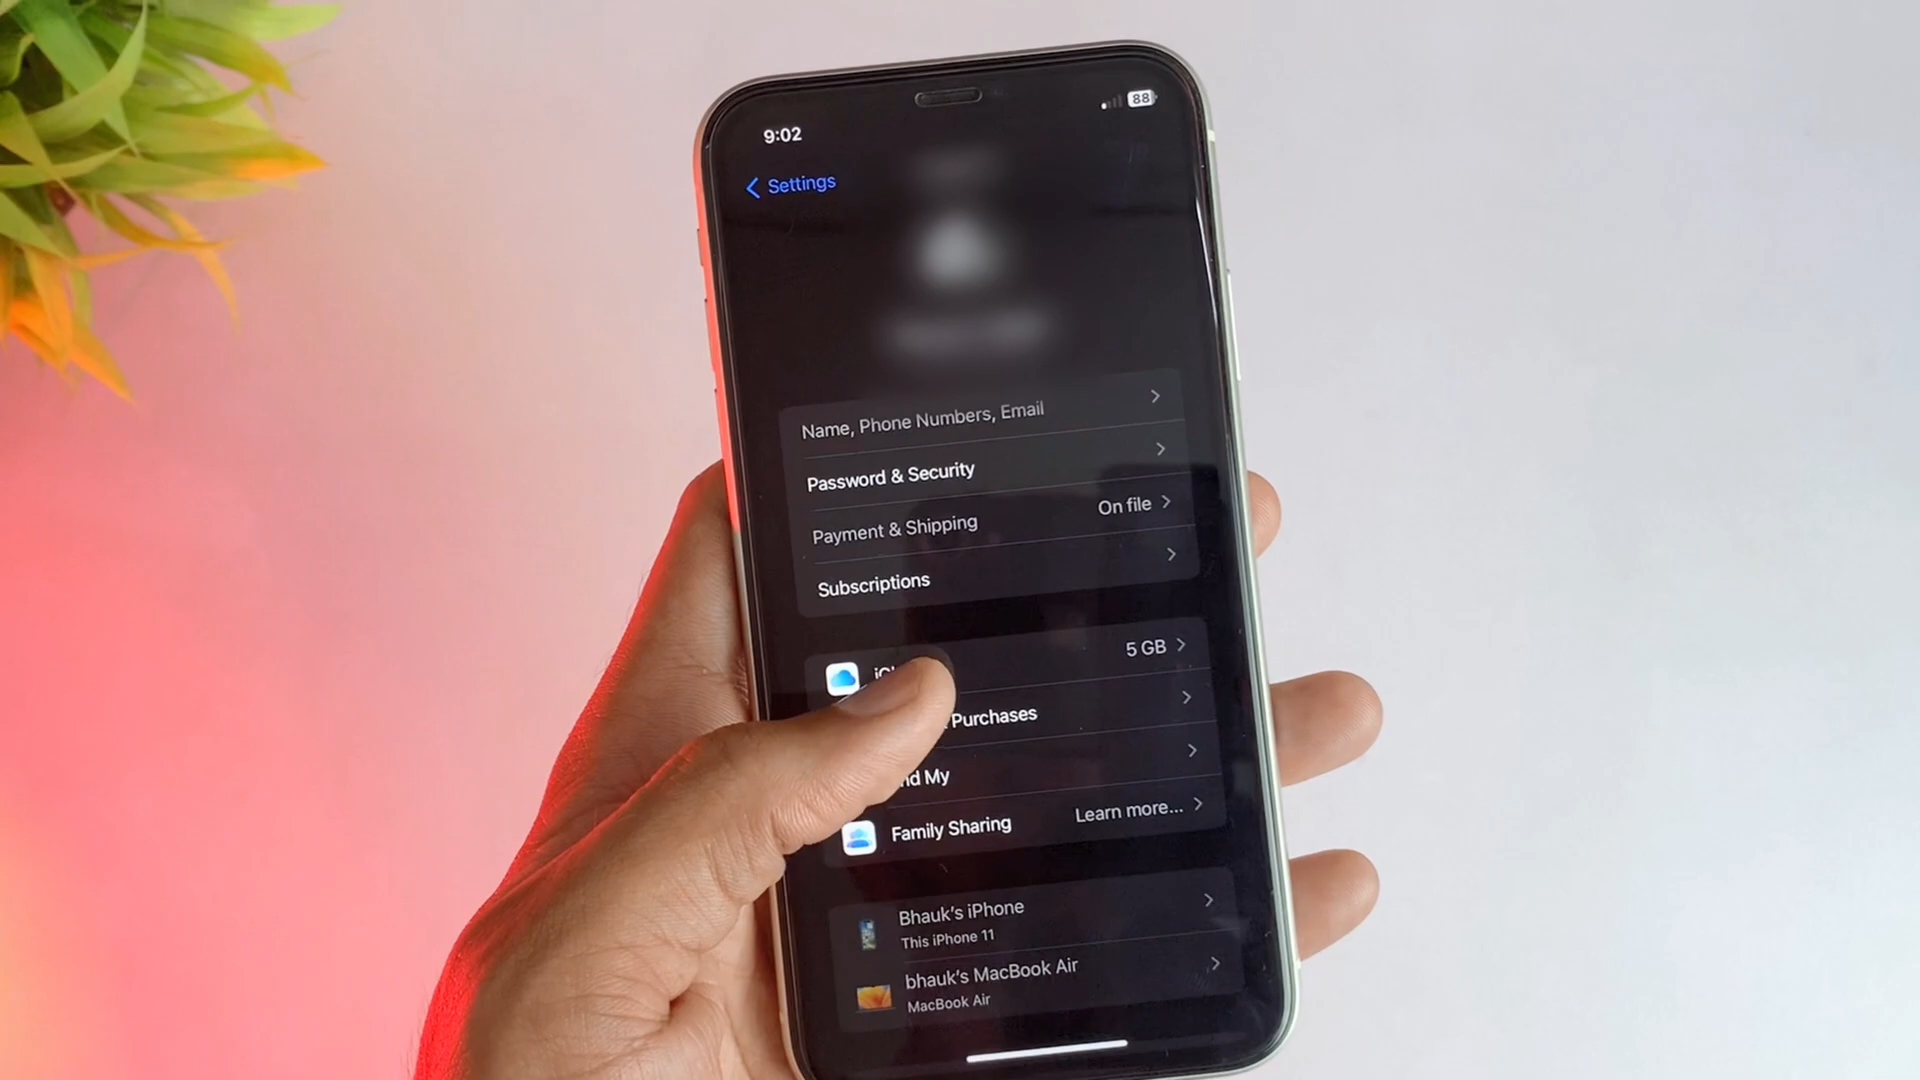 9:02
88
Settings
Name, Phone Numbers, Email
Password & Security
Payment & Shipping On file
Subscriptions
5 GB
Purchases
My
Family Sharing Learn more...
Bhauk's iPhone
This iPhone 11
bhauk's MacBook Air
MacBook Air